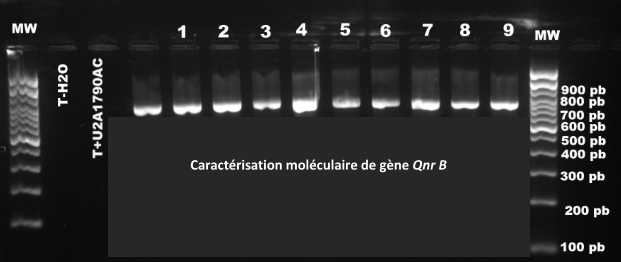 MW
T-H2O
T+U2A1790AC
1 2 3 4 5 6 7 8 9
MW
900 pb
800 pb
700 pb
600 pb
500 pb
400 pb
300 pb
200 pb
100 pb
Caractérisation moléculaire de gène Qnr B